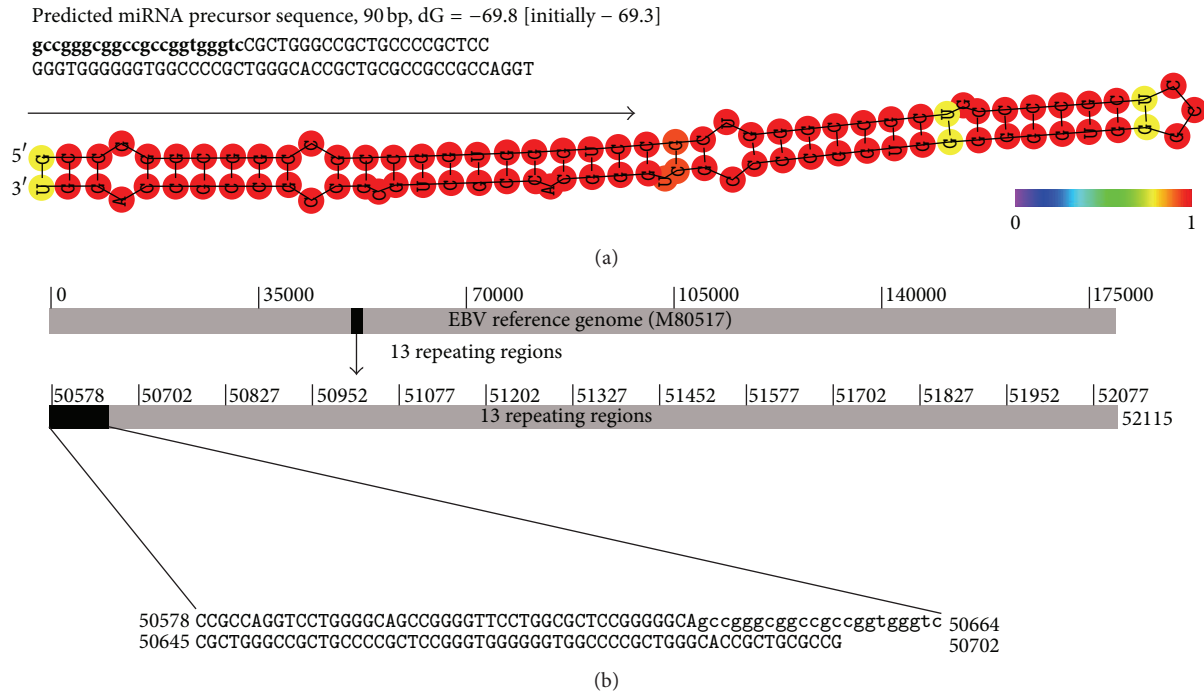 Predicted miRNA precursor sequence, 90 bp, dG = −69.8 [initially − 69.3]
gccgggcggccgccggtgggtcCGCTGGGCCGCTGCCCCGCTCC
GGGTGGGGGGTGGCCCCGCTGGGCACCGCTGCGCCGCCGCCAGGT
5′
3′
0 1
(a)
0 35000 70000 105000 140000 175000
EBV reference genome (M80517)
13 repeating regions
50578 50702 50827 50952 51077 51202 51327 51452 51577 51702 51827 51952 52077
13 repeating regions 52115
50578 CCGCCAGGTCCTGGGGCAGCCGGGGTTCCTGGCGCTCCGGGGGCAgccgggcggccgccggtgggtc 50664
50645 CGCTGGGCCGCTGCCCCGCTCCGGGTGGGGGGTGGCCCCGCTGGGCACCGCTGCGCCG 50702
(b)